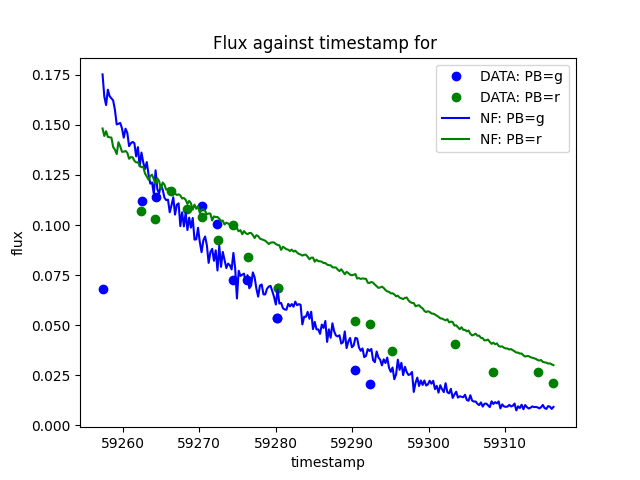 Flux against timestamp for
DATA: PB=g
DATA: PB=r
NF: PB=g
NF: PB=r
flux
0.175
0.150
0.125
0.100
0.075
0.050
0.025
0.000
59260 59270 59280 59290 59300 59310
timestamp